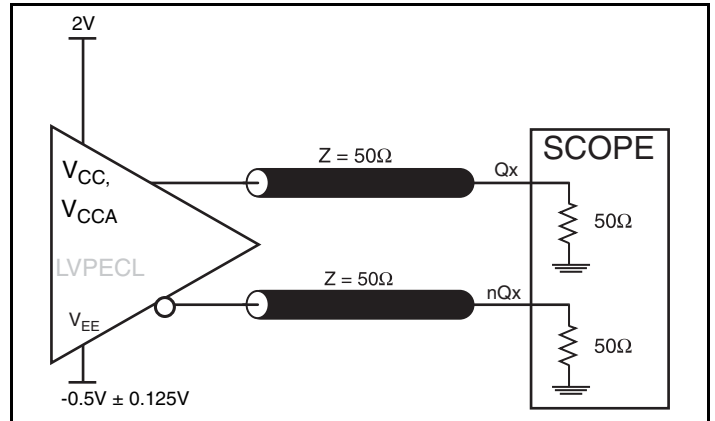 2V
SCOPE
Z = 50Ω
Qx
VCC,
VCCA
50Ω
LVPECL
Z = 50Ω
nQx
VEE
50Ω
-0.5V ± 0.125V